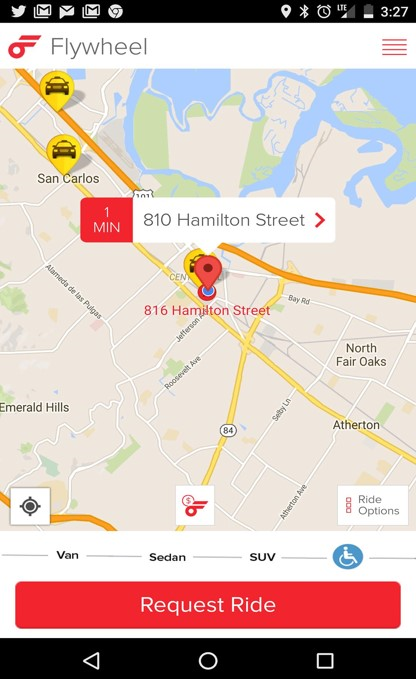 LTE 3:27
Flywheel
San Carlos
101
1
MIN
810 Hamilton Street
816 Hamilton Street
Alameda de las Pulgas
Jefferson
Bay Rd
Roosevelt Ave
North
Fair Oaks
Emerald Hills
Selby Ln
Atherton
84
Atherton Ave
$
Ride
Options
Van
Sedan
SUV
Request Ride